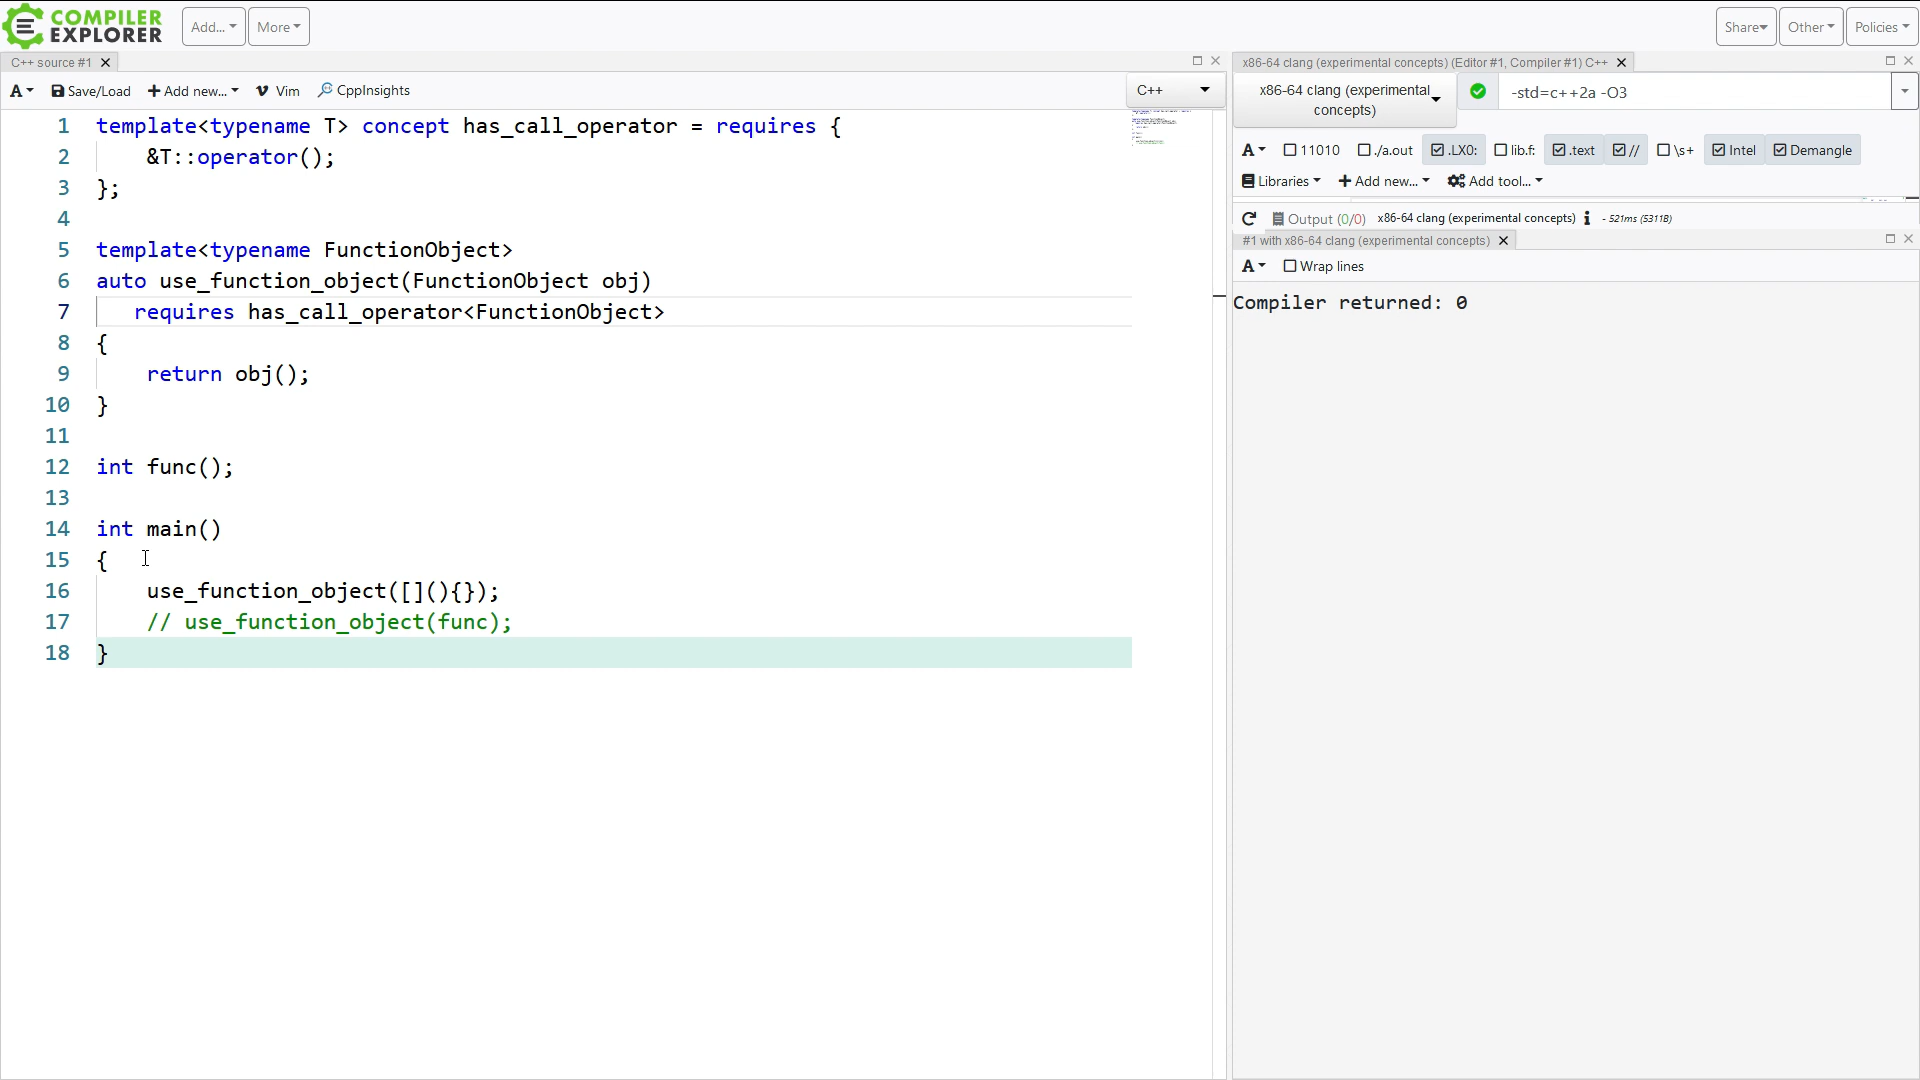 COMPILER
EXPLORER
Add...
More
Share
Other
Policies
C++ source #1
A
Save/Load
Add new...
Vim
CppInsights
C++
1 template<typename T> concept has_call_operator = requires {
2 &T::operator();
3 };
4
5 template<typename FunctionObject>
6 auto use_function_object(FunctionObject obj)
7 requires has_call_operator<FunctionObject>
8 {
9 return obj();
10 }
11
12 int func();
13
14 int main()
15 {
16 use_function_object([](){});
17 // use_function_object(func);
18 }
x86-64 clang (experimental concepts) (Editor #1, Compiler #1) C++
x86-64 clang (experimental
concepts)
-std=c++2a -O3
A 11010 ./a.out .LX0: lib.f: .text // \s+ Intel Demangle
Libraries + Add new... Add tool...
Output (0/0) x86-64 clang (experimental concepts) i - 521ms (5311B)
#1 with x86-64 clang (experimental concepts)
A Wrap lines
Compiler returned: 0